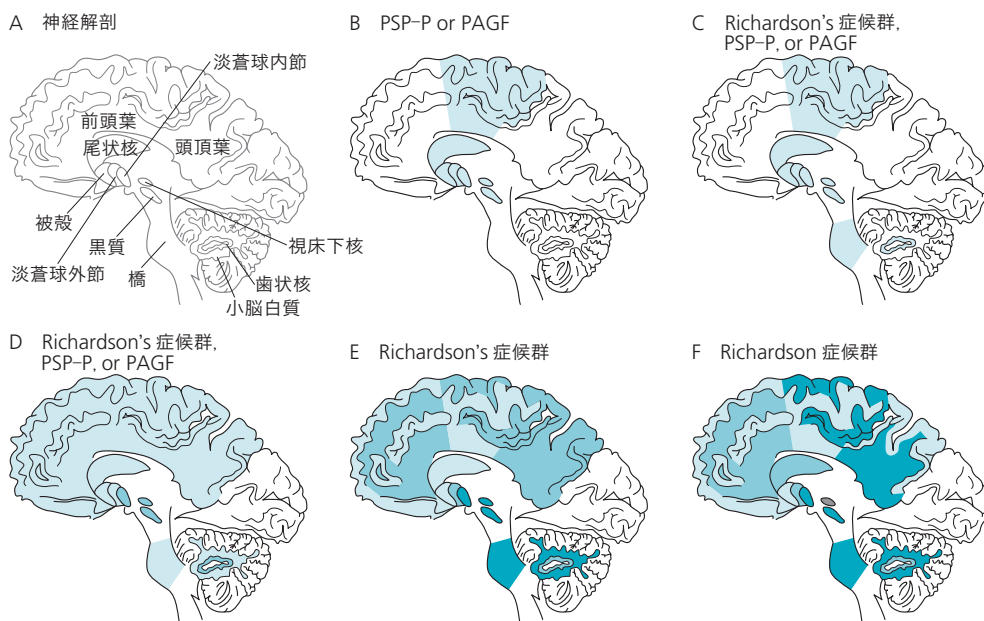 A 神経解剖
淡蒼球内節
前頭葉
尾状核
頭頂葉
被殻
黒質
淡蒼球外節
橋
視床下核
歯状核
小脳白質
B PSP–P or PAGF
C Richardson's 症候群,
PSP–P, or PAGF
D Richardson's 症候群,
PSP–P, or PAGF
E Richardson's 症候群
F Richardson 症候群